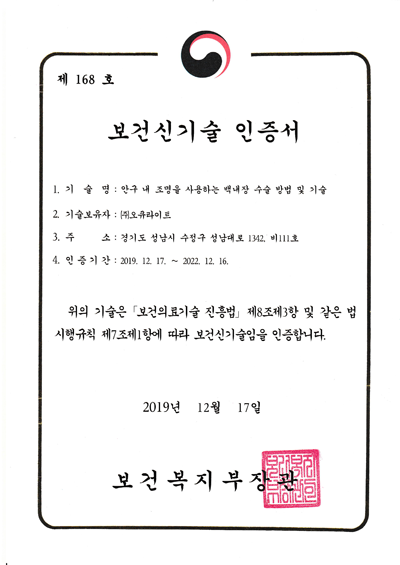 제 168 호
보건신기술 인증서
1. 기 술 명 : 안구 내 조명을 사용하는 백내장 수술 방법 및 기술
2. 기술보유자 : ㈜오큐라이트
3. 주 소 : 경기도 성남시 수정구 성남대로 1342, 비111호
4. 인증기간 : 2019. 12. 17. ~ 2022. 12. 16.
위의 기술은 「보건의료기술 진흥법」 제8조제3항 및 같은 법
시행규칙 제7조제1항에 따라 보건신기술임을 인증합니다.
2019년 12월 17일
보건복지부장관